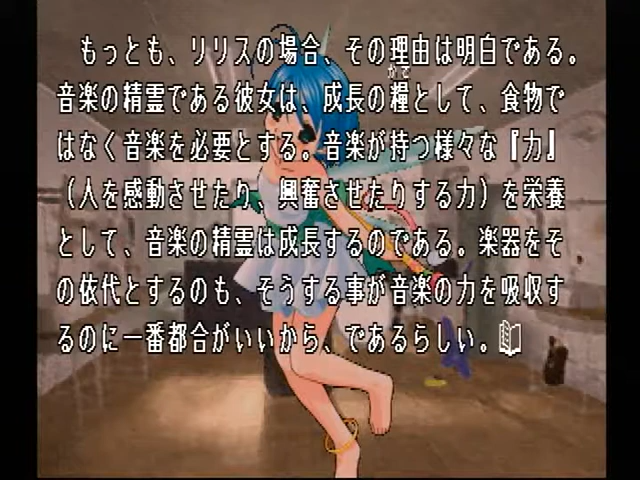 もっとも、リリスの場合、その理由は明白である。
音楽の精霊である彼女は、成長の糧として、食物で
はなく音楽を必要とする。音楽が持つ様々な『力』
（人を感動させたり、興奮させたりする力）を栄養
として、音楽の精霊は成長するのである。楽器をそ
の依代とするのも、そうする事が音楽の力を吸収す
るのに一番都合がいいから、であるらしい。